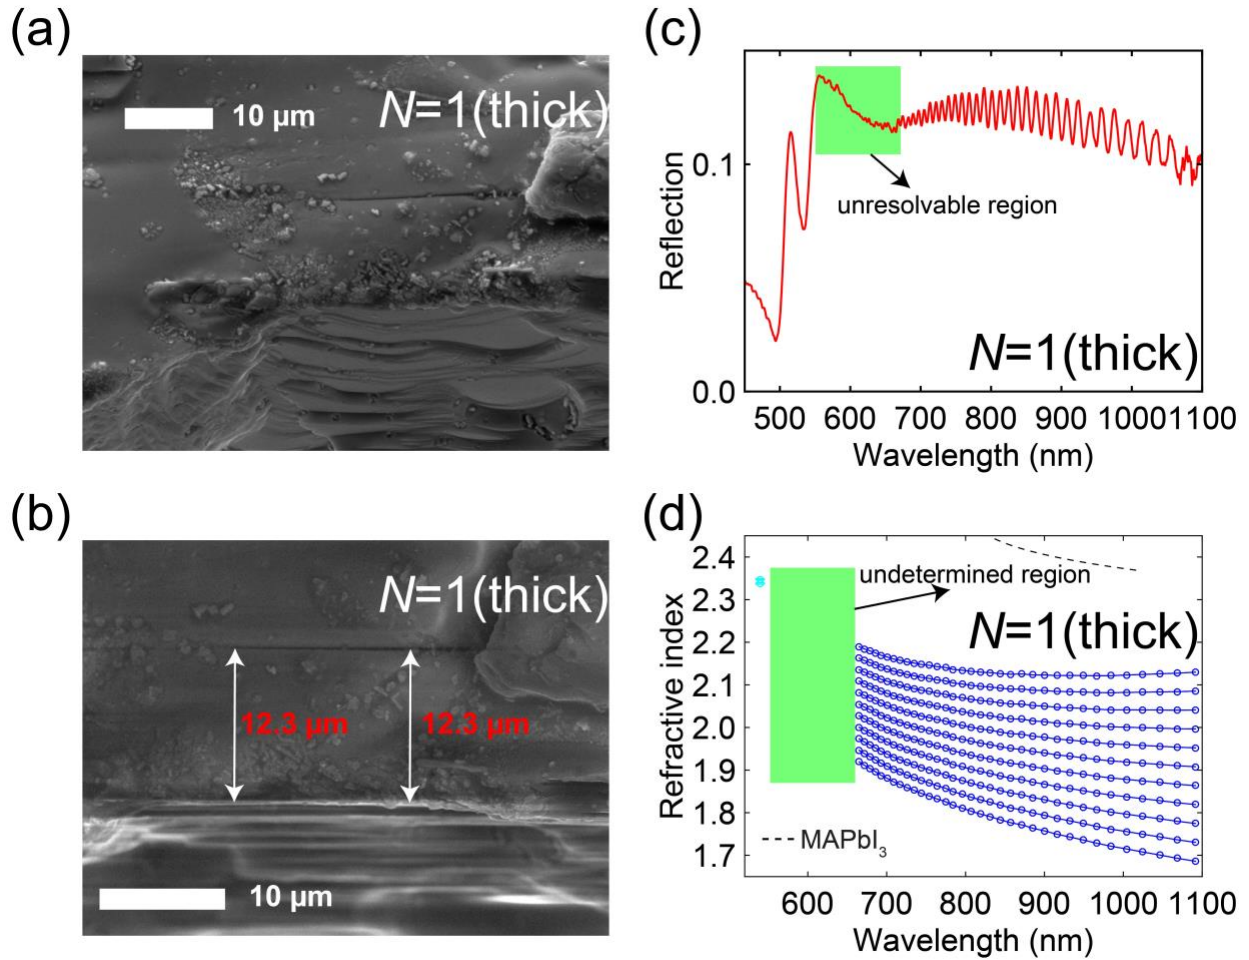 (a)
10 µm
N=1(thick)
(b)
N=1(thick)
12.3 µm
12.3 µm
10 µm
(c)
Reflection
0.1
0.0
unresolvable region
N=1(thick)
500 600 700 800 900 1000 1100
Wavelength (nm)
(d)
Refractive index
2.4
2.3
2.2
2.1
2.0
1.9
1.8
1.7
undetermined region
N=1(thick)
MAPbI₃
600 700 800 900 1000 1100
Wavelength (nm)